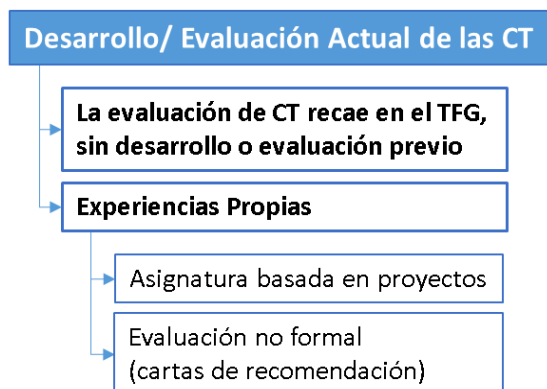 Desarrollo/ Evaluación Actual de las CT
La evaluación de CT recae en el TFG,
sin desarrollo o evaluación previo
Experiencias Propias
Asignatura basada en proyectos
Evaluación no formal
(cartas de recomendación)